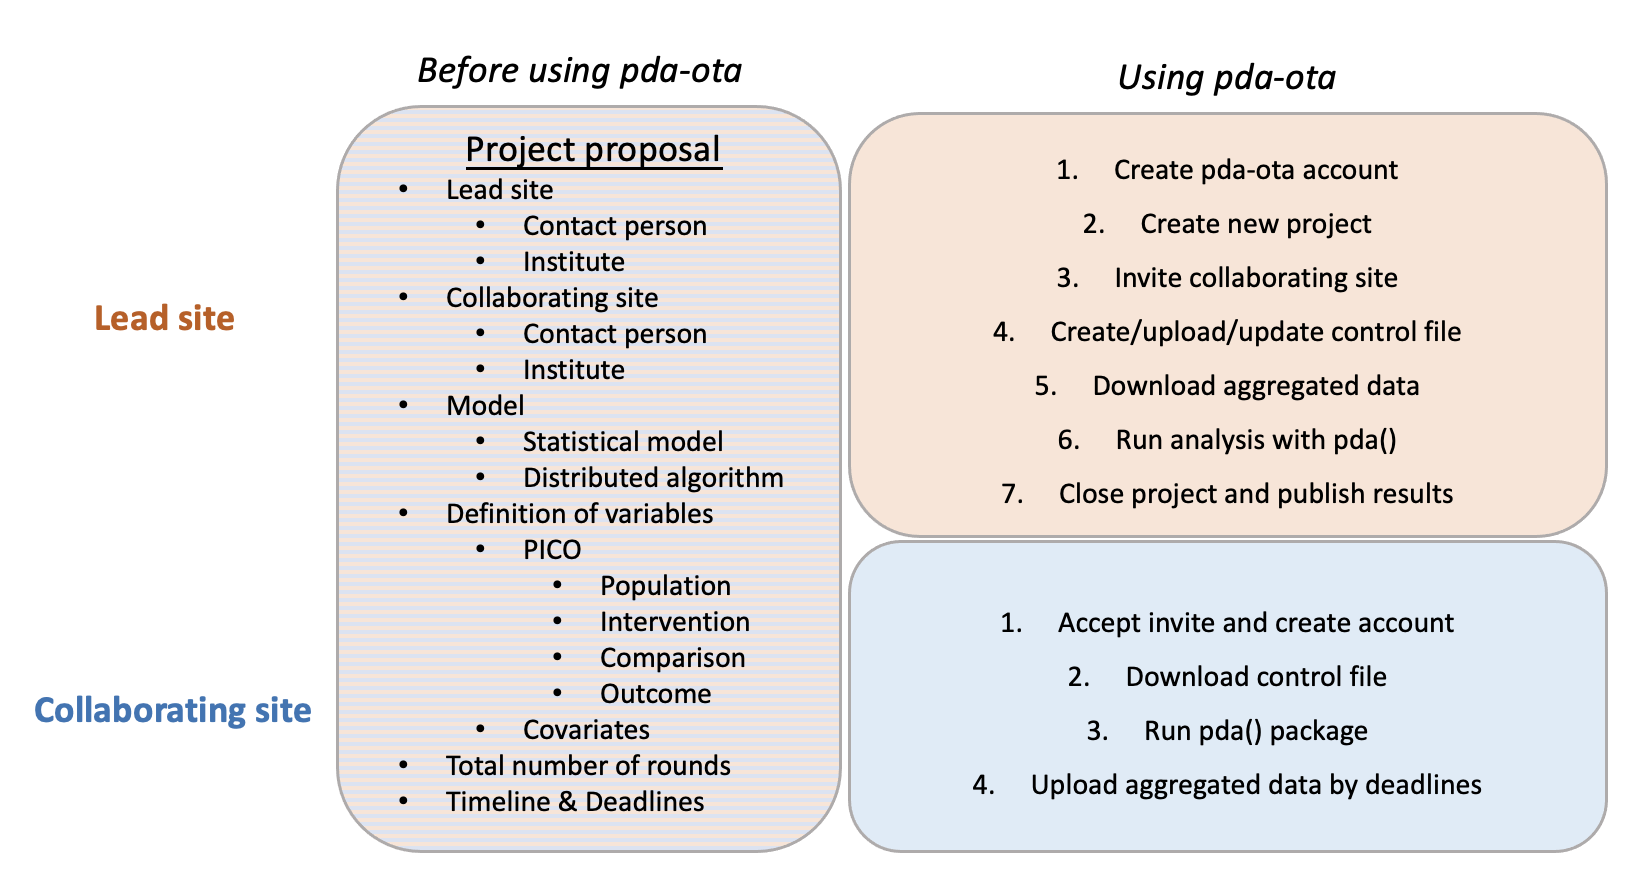 Before using pda-ota
Using pda-ota
Lead site
Collaborating site
Project proposal
• Lead site
• Contact person
• Institute
• Collaborating site
• Contact person
• Institute
• Model
• Statistical model
• Distributed algorithm
• Definition of variables
• PICO
• Population
• Intervention
• Comparison
• Outcome
• Covariates
• Total number of rounds
• Timeline & Deadlines
1. Create pda-ota account
2. Create new project
3. Invite collaborating site
4. Create/upload/update control file
5. Download aggregated data
6. Run analysis with pda()
7. Close project and publish results
1. Accept invite and create account
2. Download control file
3. Run pda() package
4. Upload aggregated data by deadlines